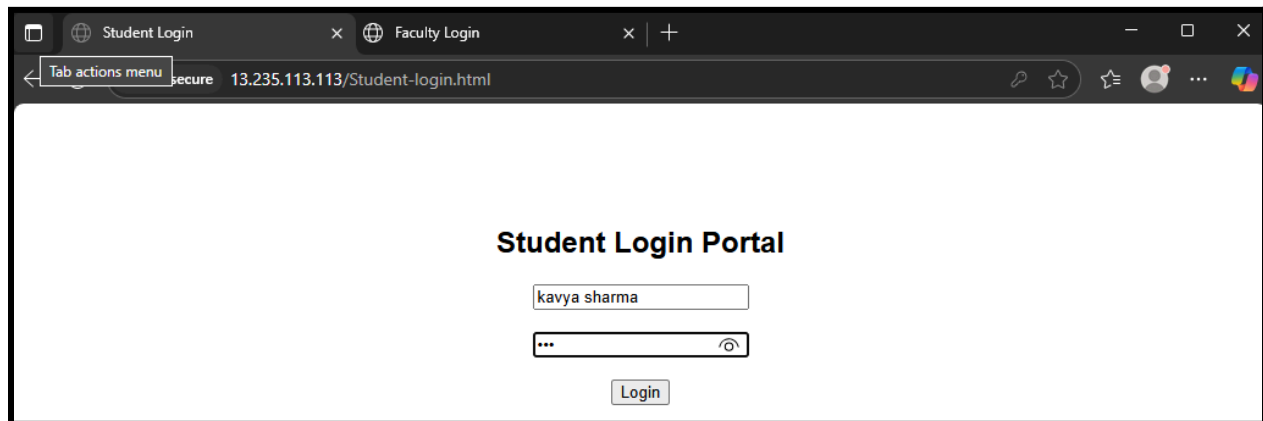 Student Login
Faculty Login
Tab actions menu
secure 13.235.113.113/Student-login.html
Student Login Portal
kavya sharma
•••
Login